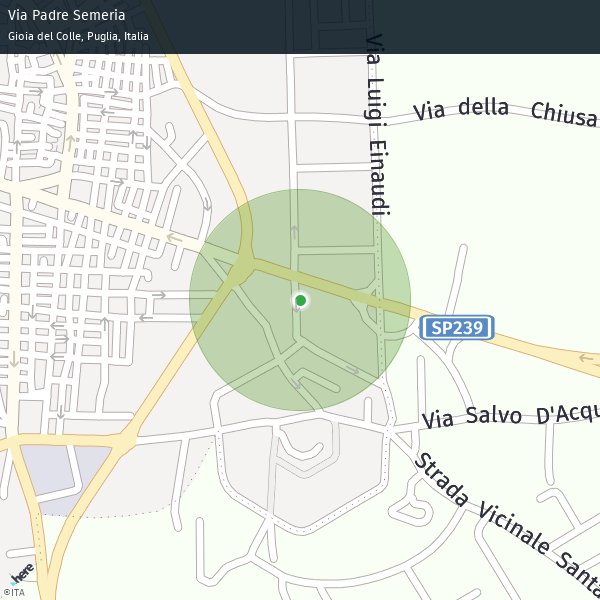 Via Padre Semeria
Gioia del Colle, Puglia, Italia
Via Luigi Einaudi
Via della Chiusa
SP239
Via Salvo D'Acqu
Strada Vicinale Santa
here
©ITA